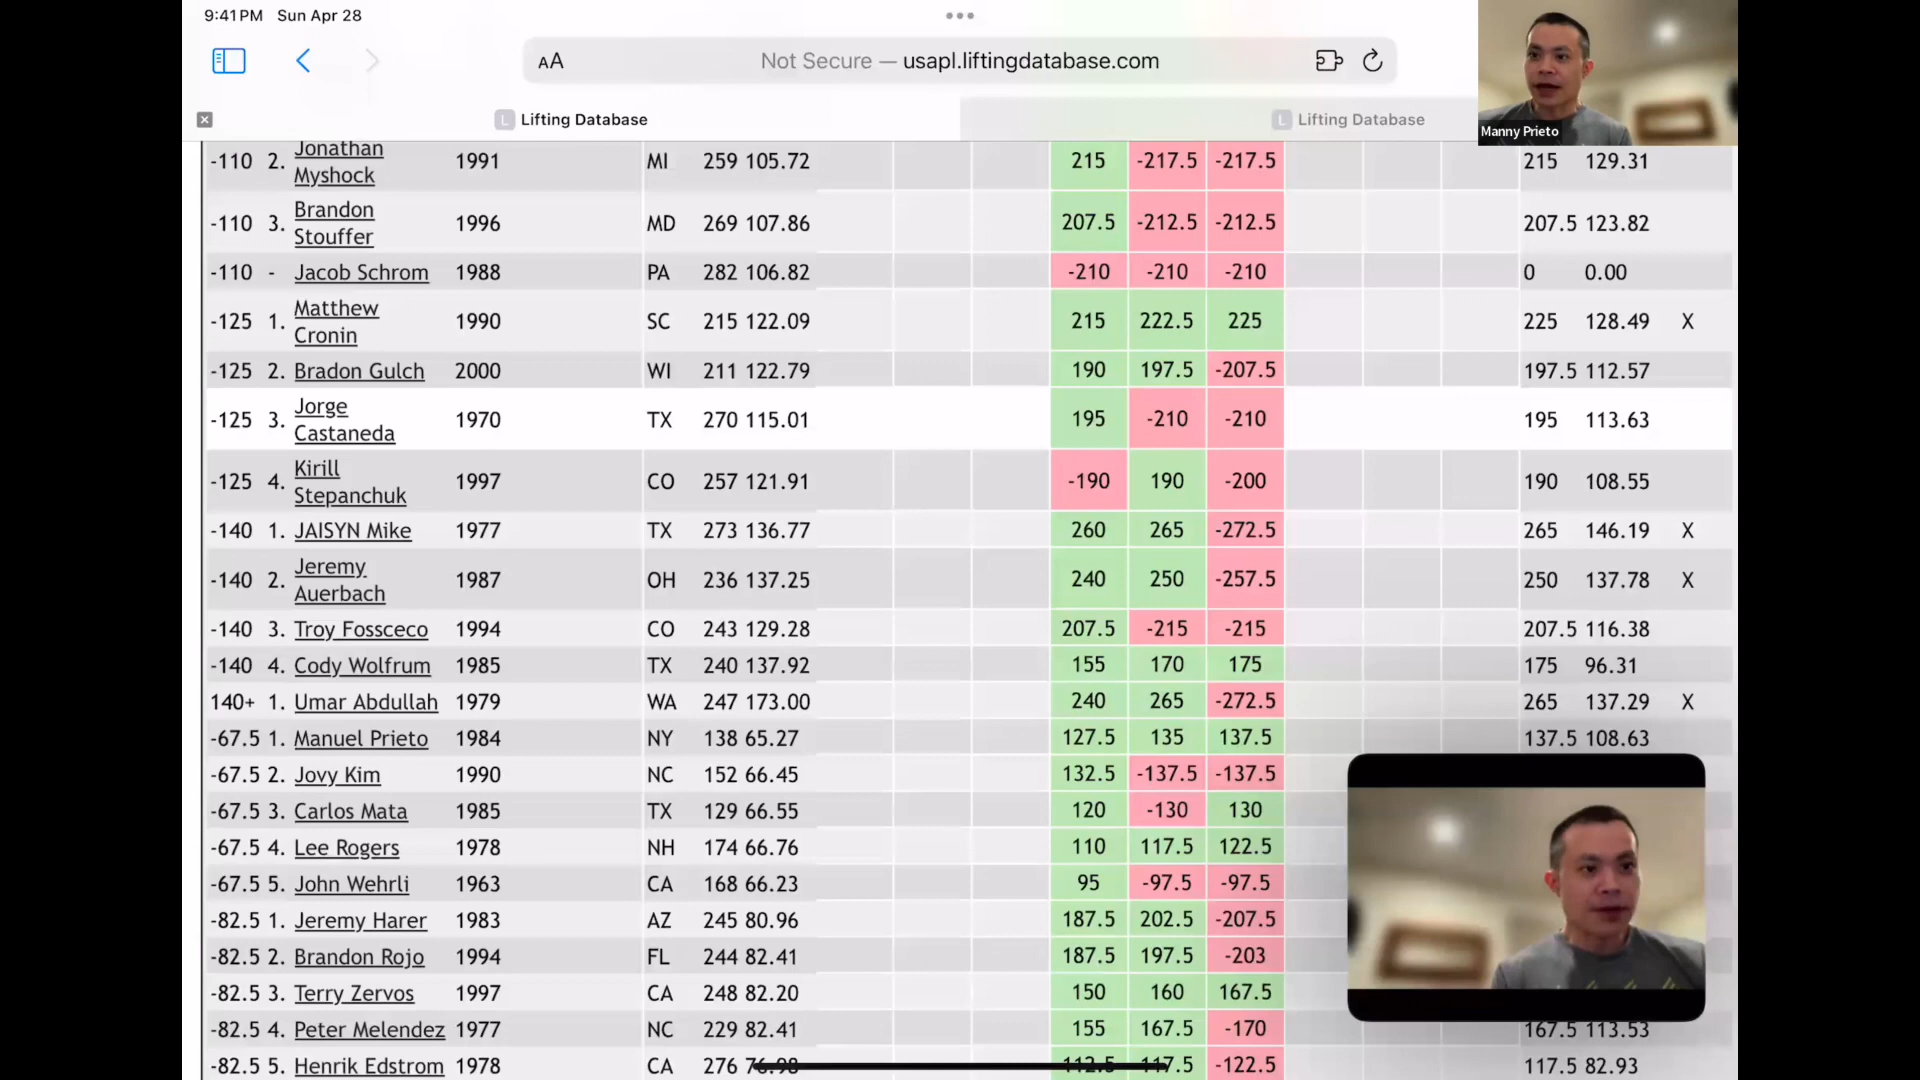 9:41 PM Sun Apr 28
AA Not Secure — usapl.liftingdatabase.com
L Lifting Database L Lifting Database
Manny Prieto
-110 2. Jonathan Myshock 1991 MI 259 105.72 215 -217.5 -217.5 215 129.31
-110 3. Brandon Stouffer 1996 MD 269 107.86 207.5 -212.5 -212.5 207.5 123.82
-110 - Jacob Schrom 1988 PA 282 106.82 -210 -210 -210 0 0.00
-125 1. Matthew Cronin 1990 SC 215 122.09 215 222.5 225 225 128.49 X
-125 2. Bradon Gulch 2000 WI 211 122.79 190 197.5 -207.5 197.5 112.57
-125 3. Jorge Castaneda 1970 TX 270 115.01 195 -210 -210 195 113.63
-125 4. Kirill Stepanchuk 1997 CO 257 121.91 -190 190 -200 190 108.55
-140 1. JAISYN Mike 1977 TX 273 136.77 260 265 -272.5 265 146.19 X
-140 2. Jeremy Auerbach 1987 OH 236 137.25 240 250 -257.5 250 137.78 X
-140 3. Troy Fossceco 1994 CO 243 129.28 207.5 -215 -215 207.5 116.38
-140 4. Cody Wolfrum 1985 TX 240 137.92 155 170 175 175 96.31
140+ 1. Umar Abdullah 1979 WA 247 173.00 240 265 -272.5 265 137.29 X
-67.5 1. Manuel Prieto 1984 NY 138 65.27 127.5 135 137.5 137.5 108.63
-67.5 2. Jovy Kim 1990 NC 152 66.45 132.5 -137.5 -137.5
-67.5 3. Carlos Mata 1985 TX 129 66.55 120 -130 130
-67.5 4. Lee Rogers 1978 NH 174 66.76 110 117.5 122.5
-67.5 5. John Wehrli 1963 CA 168 66.23 95 -97.5 -97.5
-82.5 1. Jeremy Harer 1983 AZ 245 80.96 187.5 202.5 -207.5
-82.5 2. Brandon Rojo 1994 FL 244 82.41 187.5 197.5 -203
-82.5 3. Terry Zervos 1997 CA 248 82.20 150 160 167.5
-82.5 4. Peter Melendez 1977 NC 229 82.41 155 167.5 -170 167.5 113.53
-82.5 5. Henrik Edstrom 1978 CA 276 76.98 112.5 117.5 -122.5 117.5 82.93